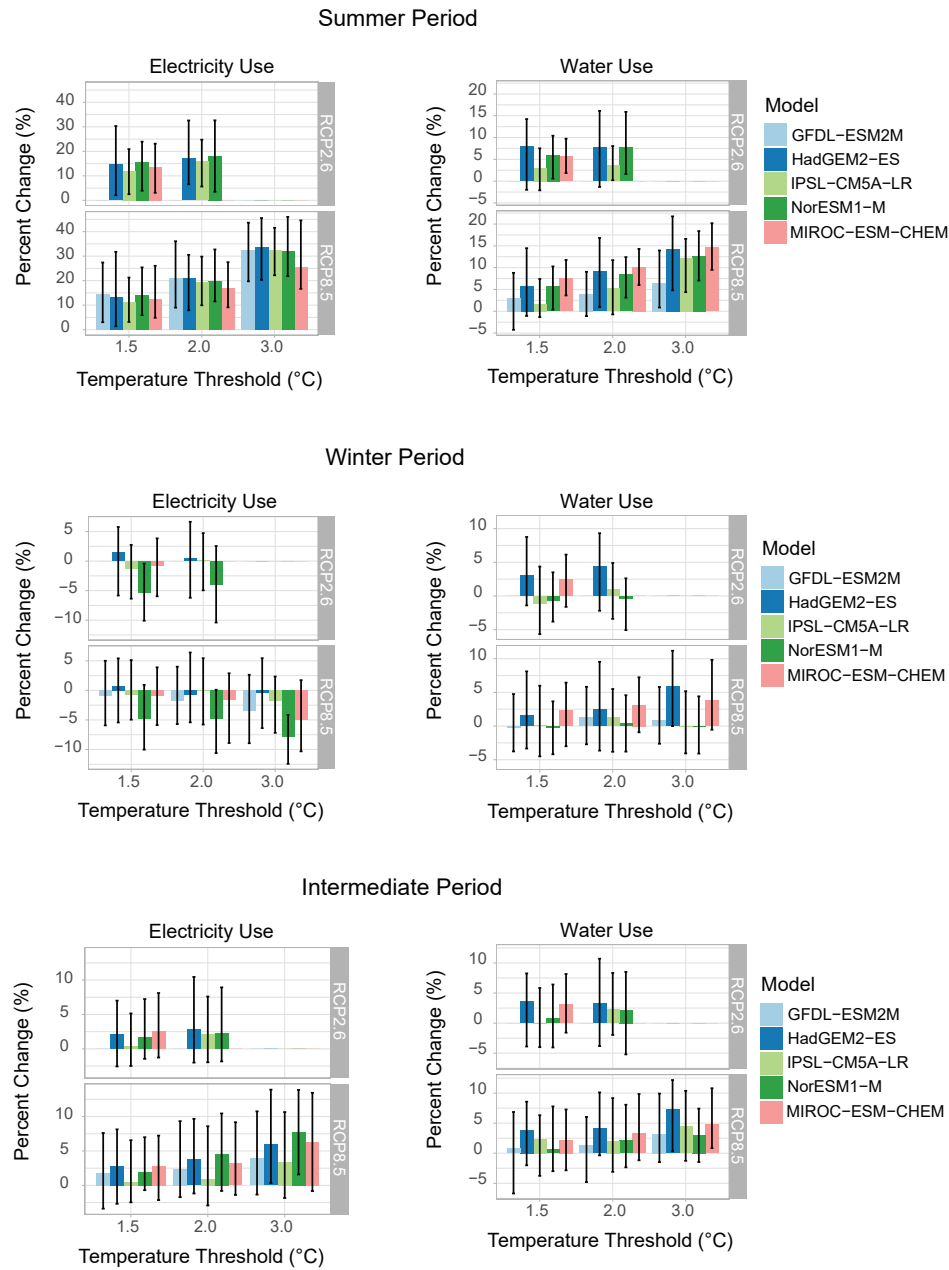 Summer Period
Electricity Use
Water Use
Percent Change (%)
40
30
20
10
0
RCP2.6
40
30
20
10
0
RCP8.5
1.5
2.0
3.0
Temperature Threshold (°C)
Percent Change (%)
20
15
10
5
0
−5
RCP2.6
20
15
10
5
0
−5
RCP8.5
1.5
2.0
3.0
Temperature Threshold (°C)
Model
GFDL−ESM2M
HadGEM2−ES
IPSL−CM5A−LR
NorESM1−M
MIROC−ESM−CHEM
Winter Period
Electricity Use
Water Use
Percent Change (%)
5
0
−5
−10
RCP2.6
5
0
−5
−10
RCP8.5
1.5
2.0
3.0
Temperature Threshold (°C)
Percent Change (%)
10
5
0
−5
RCP2.6
10
5
0
−5
RCP8.5
1.5
2.0
3.0
Temperature Threshold (°C)
Model
GFDL−ESM2M
HadGEM2−ES
IPSL−CM5A−LR
NorESM1−M
MIROC−ESM−CHEM
Intermediate Period
Electricity Use
Water Use
Percent Change (%)
10
5
0
RCP2.6
10
5
0
RCP8.5
1.5
2.0
3.0
Temperature Threshold (°C)
Percent Change (%)
10
5
0
−5
RCP2.6
10
5
0
−5
RCP8.5
1.5
2.0
3.0
Temperature Threshold (°C)
Model
GFDL−ESM2M
HadGEM2−ES
IPSL−CM5A−LR
NorESM1−M
MIROC−ESM−CHEM